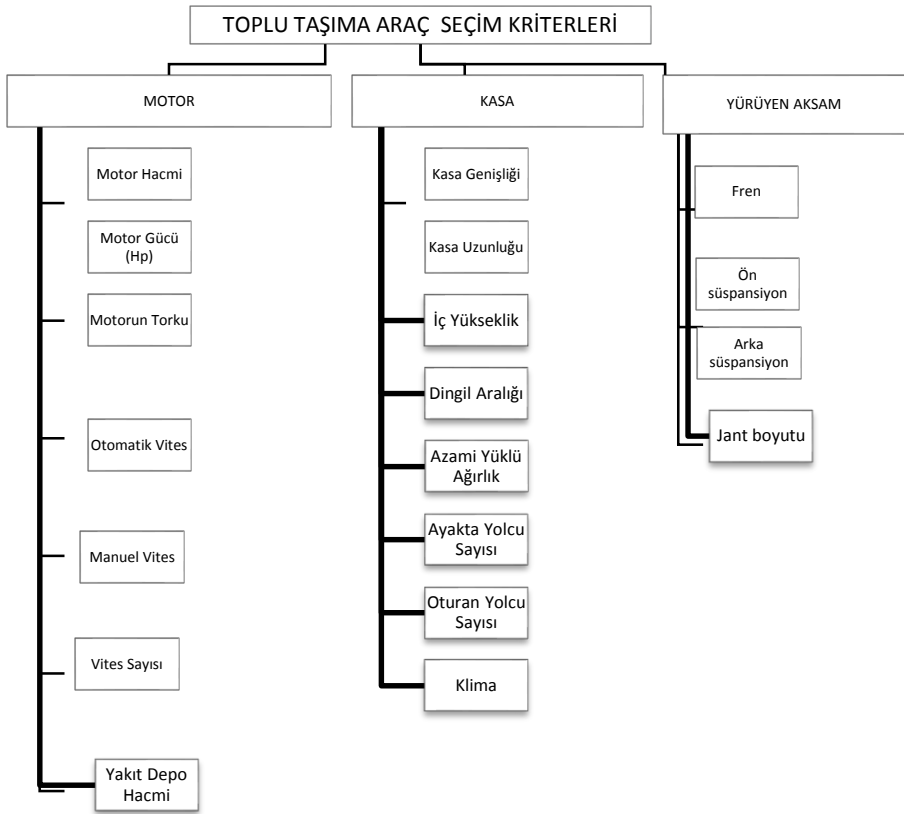 TOPLU TAŞIMA ARAÇ SEÇİM KRİTERLERİ
MOTOR
Motor Hacmi
Motor Gücü
(Hp)
Motorun Torku
Otomatik Vites
Manuel Vites
Vites Sayısı
Yakıt Depo
Hacmi
KASA
Kasa Genişliği
Kasa Uzunluğu
İç Yükseklik
Dingil Aralığı
Azami Yüklü
Ağırlık
Ayakta Yolcu
Sayısı
Oturan Yolcu
Sayısı
Klima
YÜRÜYEN AKSAM
Fren
Ön
süspansiyon
Arka
süspansiyon
Jant boyutu